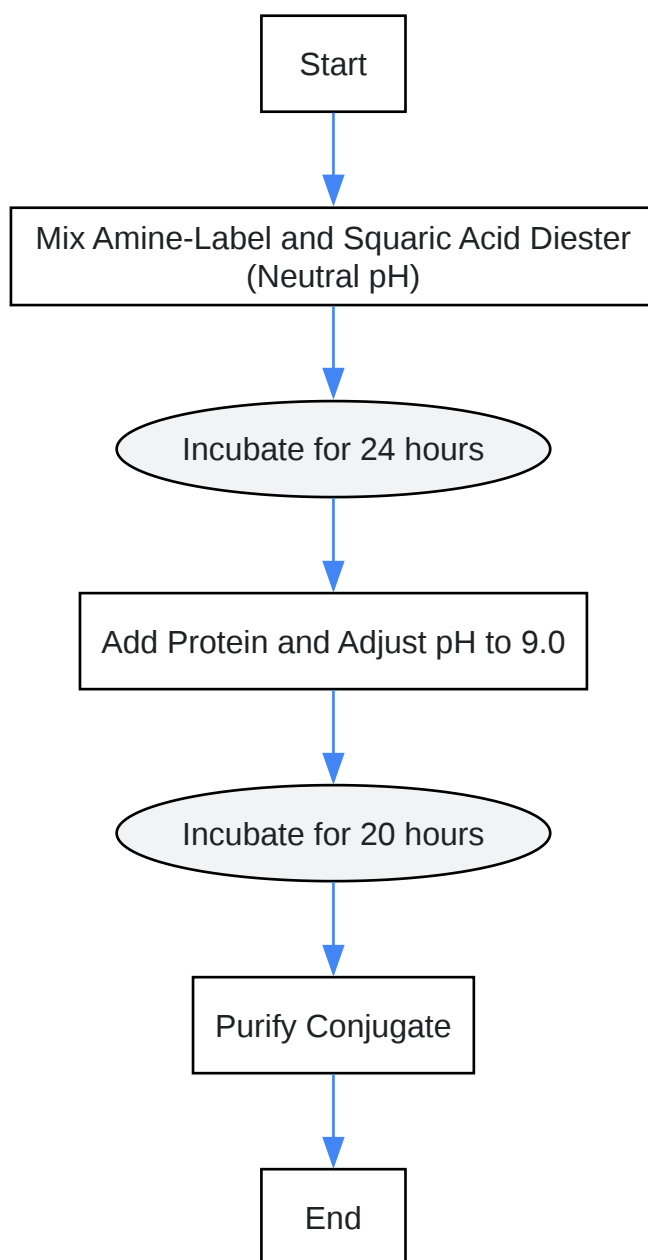 Start
Mix Amine-Label and Squaric Acid Diester
(Neutral pH)
Incubate for 24 hours
Add Protein and Adjust pH to 9.0
Incubate for 20 hours
Purify Conjugate
End